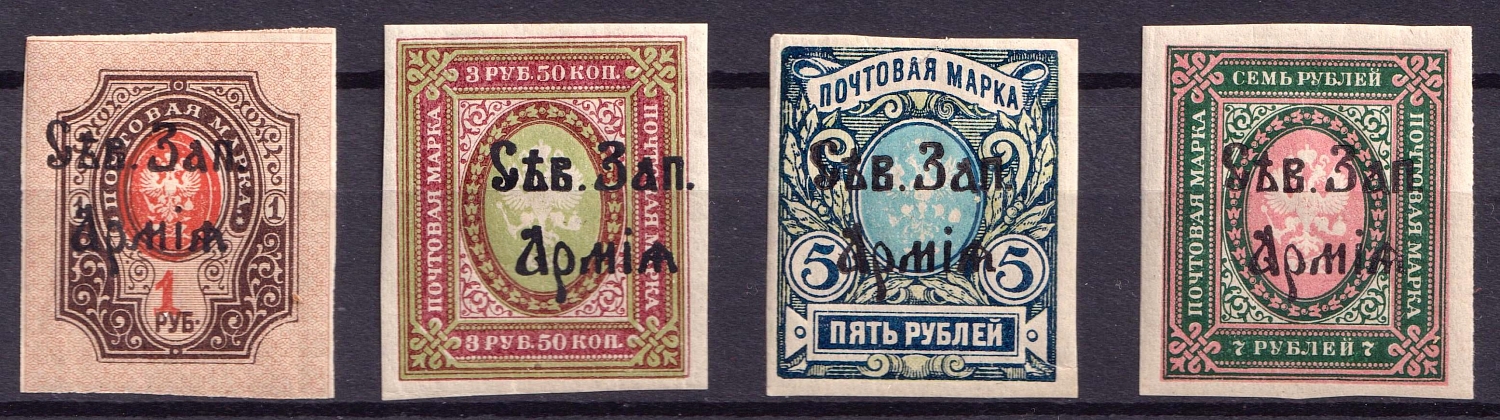 ПОЧТОВАЯ МАРКА
Сѣв. Зап.
Армія
1 1
1
РУБ.
3 РУБ. 50 КОП.
ПОЧТОВАЯ МАРКА
ПОЧТОВАЯ МАРКА
Сѣв. Зап.
Армія
3 РУБ. 50 КОП.
ПОЧТОВАЯ МАРКА
Сѣв. Зап.
Армія
5 5
ПЯТЬ РУБЛЕЙ
СЕМЬ РУБЛЕЙ
ПОЧТОВАЯ МАРКА
ПОЧТОВАЯ МАРКА
Сѣв. Зап.
Армія
7 РУБЛЕЙ 7